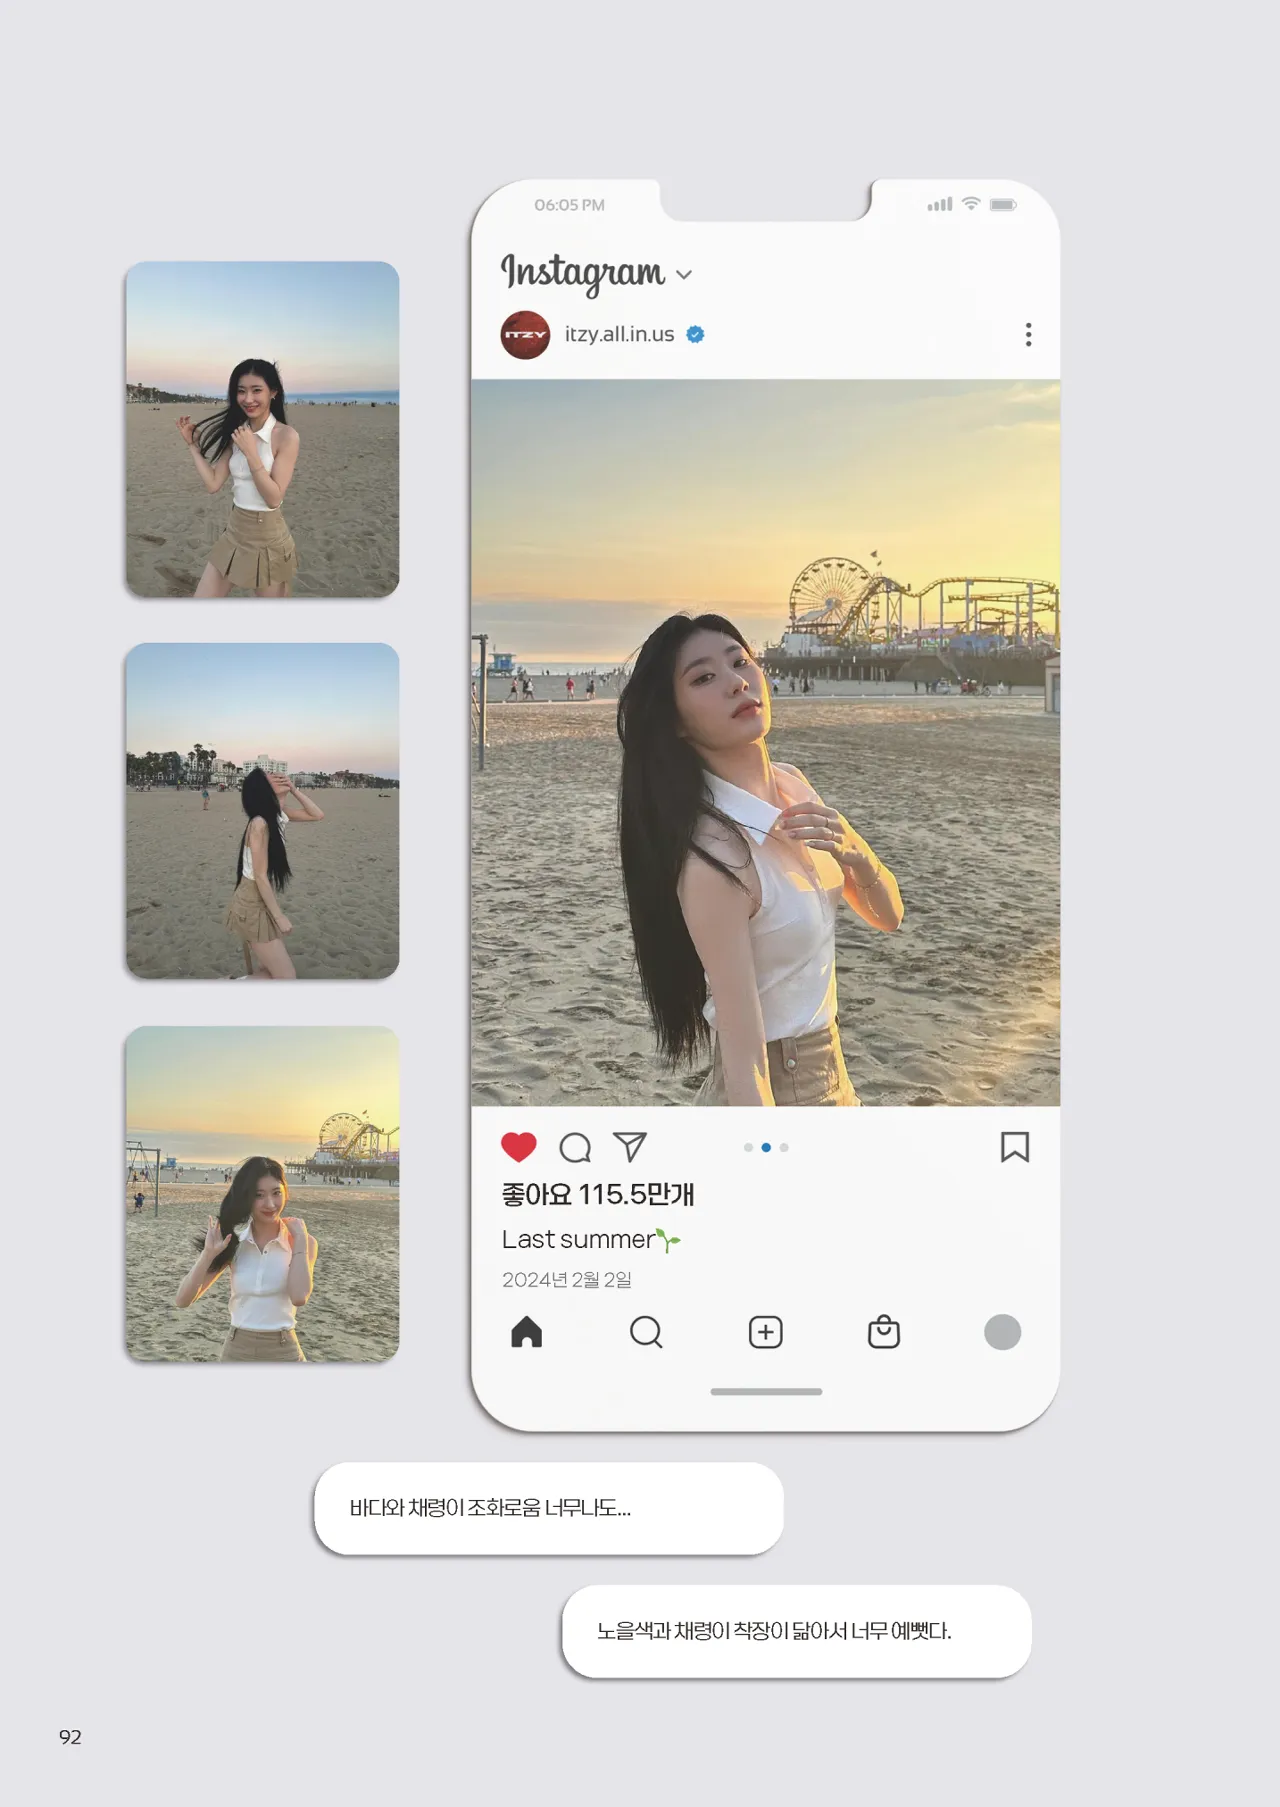 06:05 PM
Instagram
ITZY
itzy.all.in.us
좋아요 115.5만개
Last summer🌱
2024년 2월 2일
바다와 채령이 조화로움 너무나도...
노을색과 채령이 착장이 닮아서 너무 예뻤다.
92